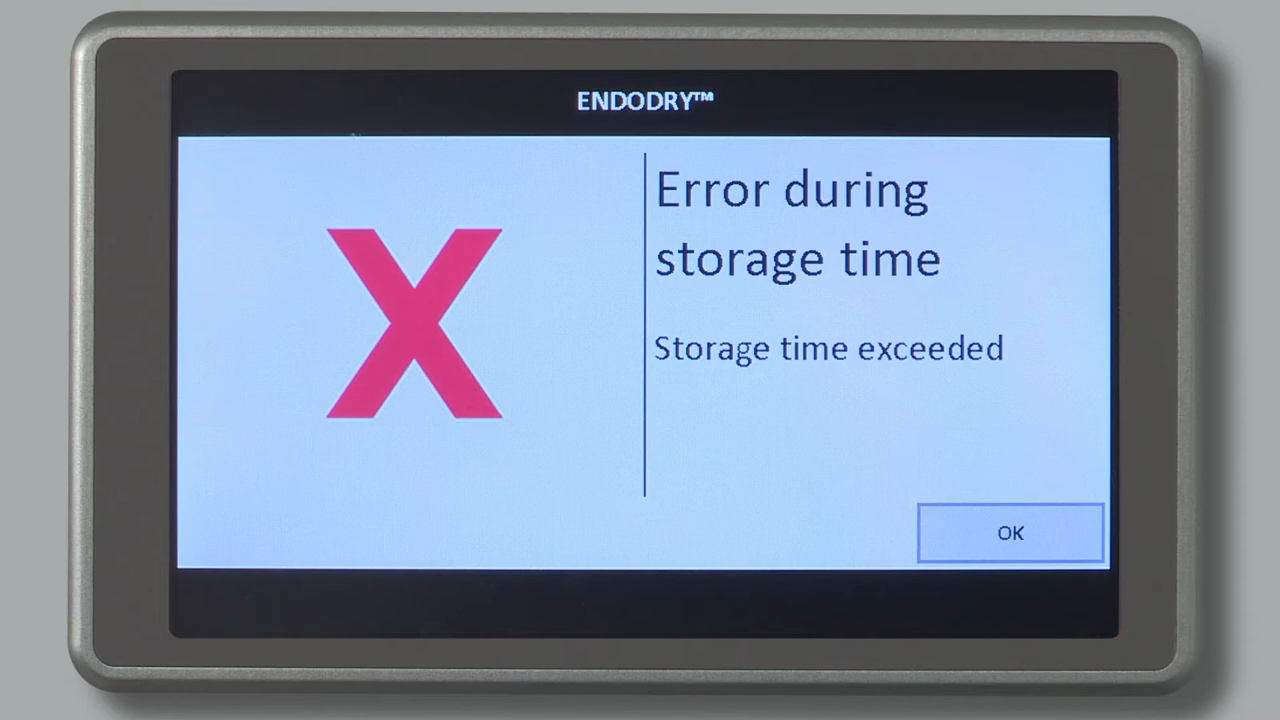 ENDODRY™
Error during
storage time
Storage time exceeded
OK